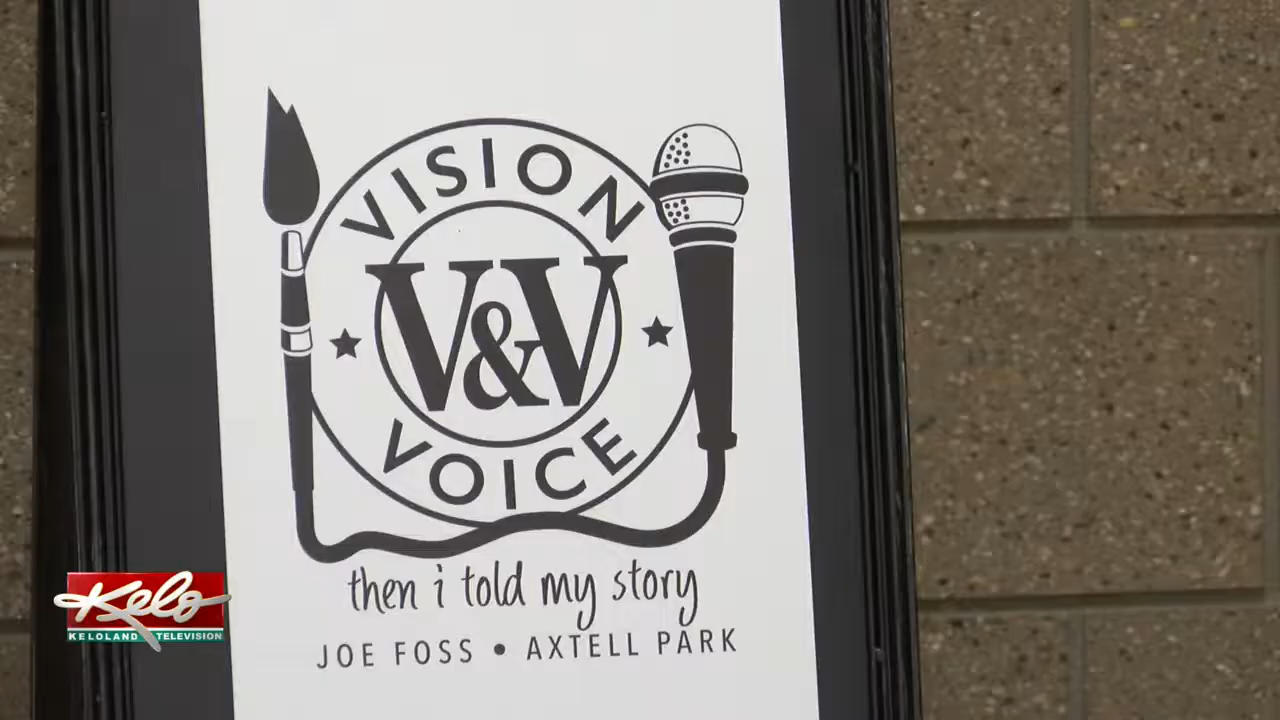 VISION
V&V
VOICE
then i told my story
JOE FOSS • AXTELL PARK
Kelo
KELOLAND TELEVISION